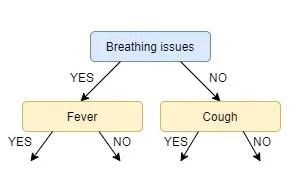 Breathing issues
YES
NO
Fever
Cough
YES
NO
YES
NO